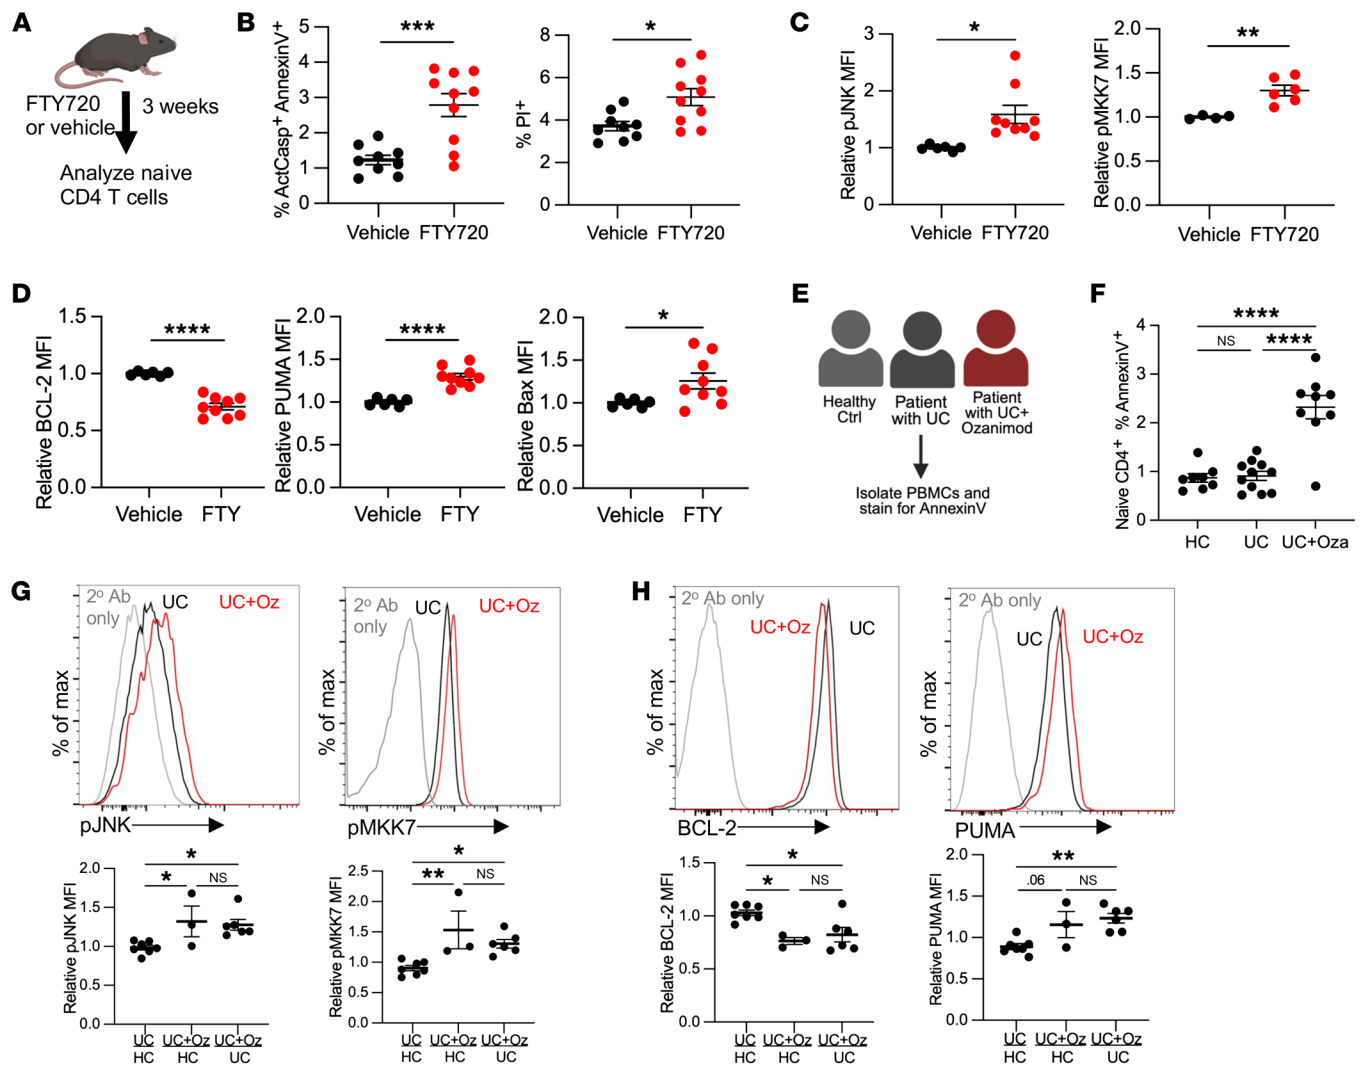 A
FTY720
or vehicle
3 weeks
Analyze naive
CD4 T cells
B
% ActCasp+ AnnexinV+
5
4
3
2
1
0
***
Vehicle FTY720
% PI+
8
6
4
2
0
*
Vehicle FTY720
C
Relative pJNK MFI
3
2
1
0
*
Vehicle FTY720
Relative pMKK7 MFI
2.0
1.5
1.0
0.5
0.0
**
Vehicle FTY720
D
Relative BCL-2 MFI
1.5
1.0
0.5
0.0
****
Vehicle FTY
Relative PUMA MFI
2.0
1.5
1.0
0.5
0.0
****
Vehicle FTY
Relative Bax MFI
2.0
1.5
1.0
0.5
0.0
*
Vehicle FTY
E
Healthy
Ctrl
Patient
with UC
Patient
with UC+
Ozanimod
Isolate PBMCs and
stain for AnnexinV
F
Naive CD4+ % AnnexinV+
4
3
2
1
0
****
NS
****
HC UC UC+Oza
G
% of max
2o Ab
only
UC
UC+Oz
pJNK
% of max
2o Ab
only
UC
UC+Oz
pMKK7
Relative pJNK MFI
2.0
1.5
1.0
0.5
0.0
*
*
NS
UC UC+Oz UC+Oz
HC HC UC
Relative pMKK7 MFI
2.5
2.0
1.5
1.0
0.5
0.0
*
**
NS
UC UC+Oz UC+Oz
HC HC UC
H
% of max
2o Ab only
UC+Oz
UC
BCL-2
% of max
2o Ab only
UC
UC+Oz
PUMA
Relative BCL-2 MFI
1.5
1.0
0.5
0.0
*
*
NS
UC UC+Oz UC+Oz
HC HC UC
Relative PUMA MFI
2.0
1.5
1.0
0.5
0.0
**
.06
NS
UC UC+Oz UC+Oz
HC HC UC